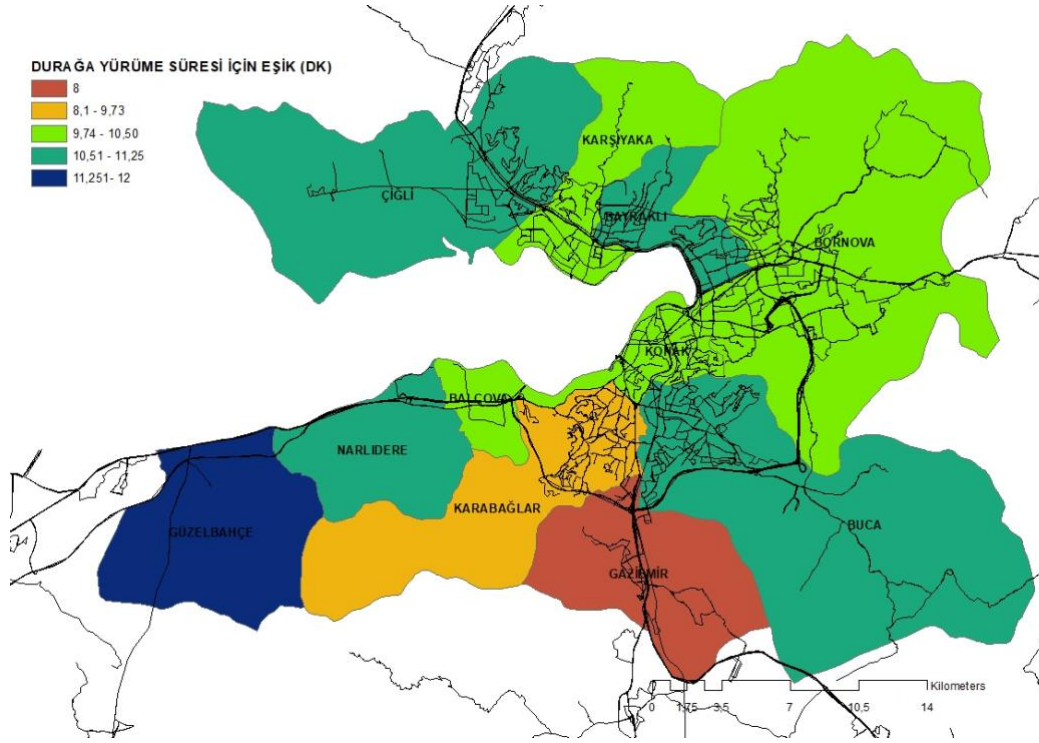 DURAĞA YÜRÜME SÜRESİ İÇİN EŞİK (DK)
8
8,1 - 9,73
9,74 - 10,50
10,51 - 11,25
11,251- 12
KARŞIYAKA
ÇİĞLİ
BAYRAKLI
BORNOVA
KONAK
BALÇOVA
NARLIDERE
KARABAĞLAR
GÜZELBAHÇE
BUCA
GAZİEMİR
Kilometers
0 1,75 3,5 7 10,5 14